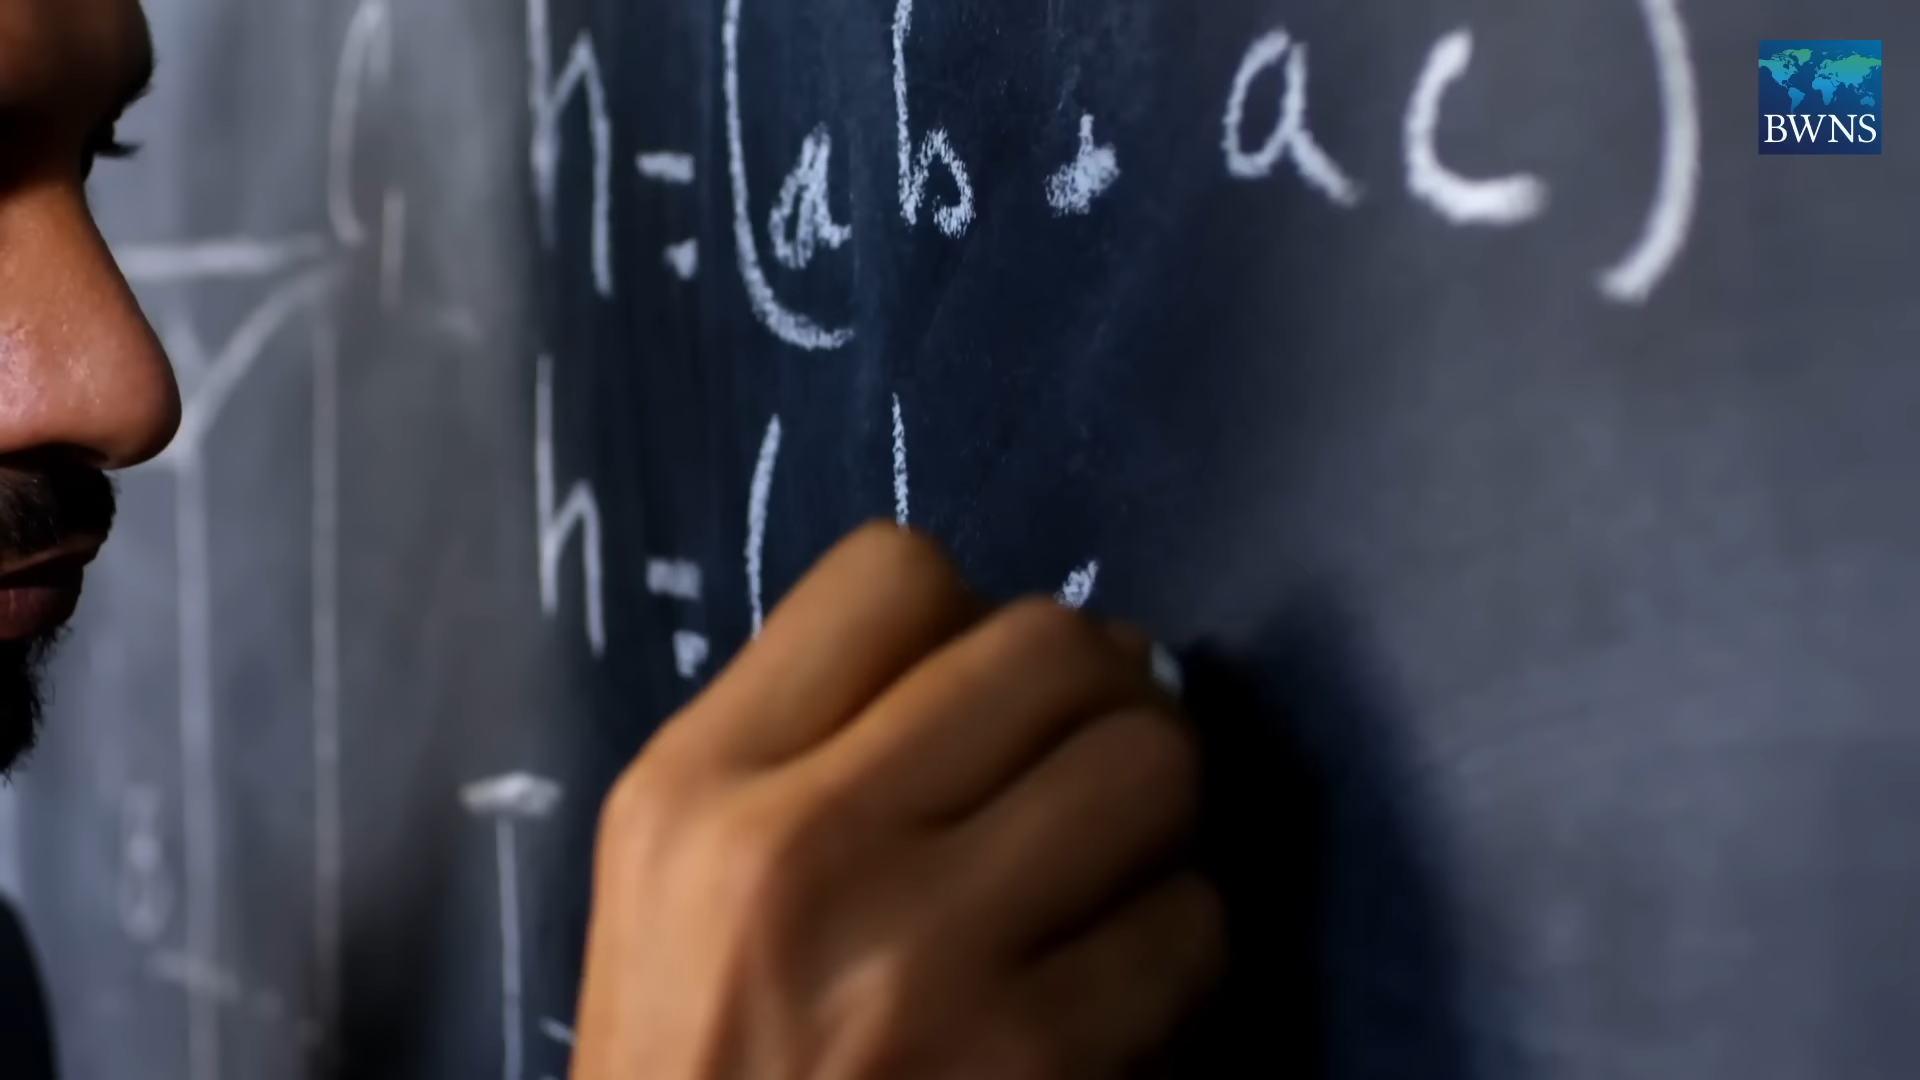 h = (ab · ac)
h = (
BWNS